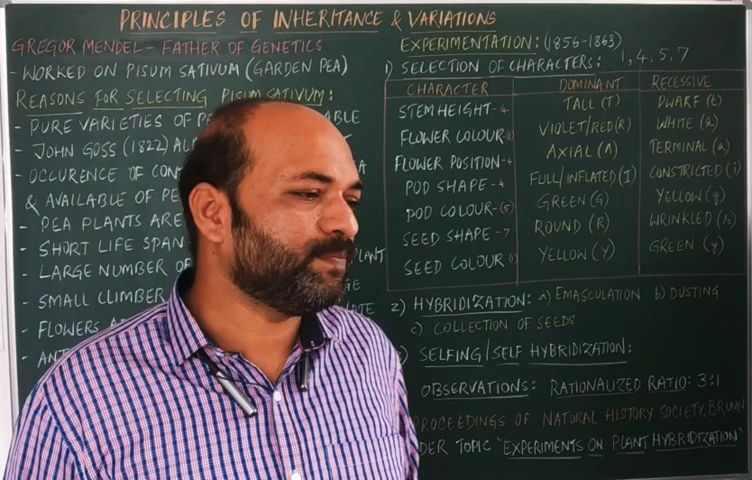 PRINCIPLES OF INHERITANCE & VARIATIONS
GREGOR MENDEL – FATHER OF GENETICS
- WORKED ON PISUM SATIVUM (GARDEN PEA)
REASONS FOR SELECTING PISUM SATIVUM:
- PURE VARIETIES OF
- JOHN GOSS (1822)
- OCCURENCE OF
& AVAILABLE OF
- PEA PLANTS ARE
- SHORT LIFE SPAN
- LARGE NUMBER OF PLANT
- SMALL CLIMBER
- FLOWERS
EXPERIMENTATION: (1856-1863)
1) SELECTION OF CHARACTERS: 1, 4, 5, 7
CHARACTER DOMINANT RECESSIVE
STEM HEIGHT - 4 TALL (T) DWARF (t)
FLOWER COLOUR - VIOLET/RED (R) WHITE (r)
FLOWER POSITION - 4 AXIAL (A) TERMINAL (a)
POD SHAPE - 4 FULL/INFLATED (I) CONSTRICTED (i)
POD COLOUR - (5) GREEN (G) YELLOW (g)
SEED SHAPE - 7 ROUND (R) WRINKLED (r)
SEED COLOUR YELLOW (Y) GREEN (y)
2) HYBRIDIZATION: a) EMASCULATION b) DUSTING
c) COLLECTION OF SEEDS
) SELFING/SELF HYBRIDIZATION:
OBSERVATIONS: RATIONALIZED RATIO: 3:1
PROCEEDINGS OF NATURAL HISTORY SOCIETY, BRUNN
TOPIC "EXPERIMENTS ON PLANT HYBRIDIZATION"